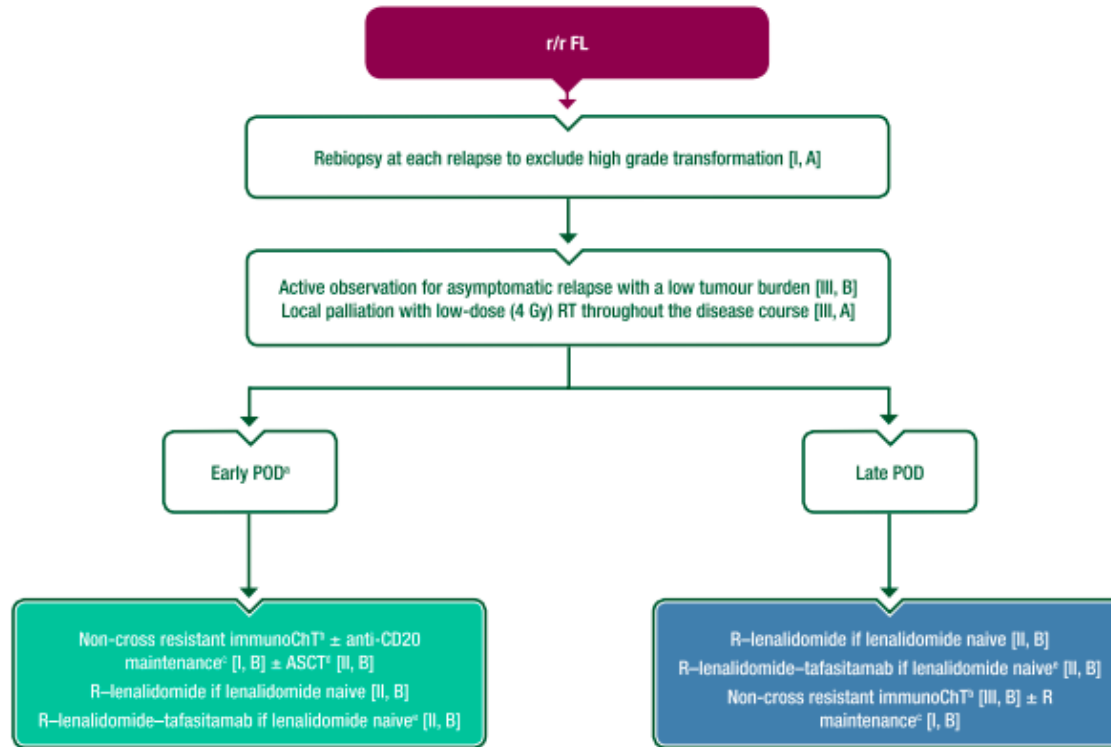 r/r FL
Rebiopsy at each relapse to exclude high grade transformation [I, A]
Active observation for asymptomatic relapse with a low tumour burden [III, B]
Local palliation with low-dose (4 Gy) RT throughout the disease course [III, A]
Early PODᵃ
Late POD
Non-cross resistant immunoChTᵇ ± anti-CD20
maintenanceᶜ [I, B] ± ASCT [II, B]
R–lenalidomide if lenalidomide naive [II, B]
R–lenalidomide–tafasitamab if lenalidomide naiveᵉ [II, B]
R–lenalidomide if lenalidomide naive [II, B]
R–lenalidomide–tafasitamab if lenalidomide naiveᵉ [II, B]
Non-cross resistant immunoChTᵇ [III, B] ± R
maintenanceᶜ [I, B]